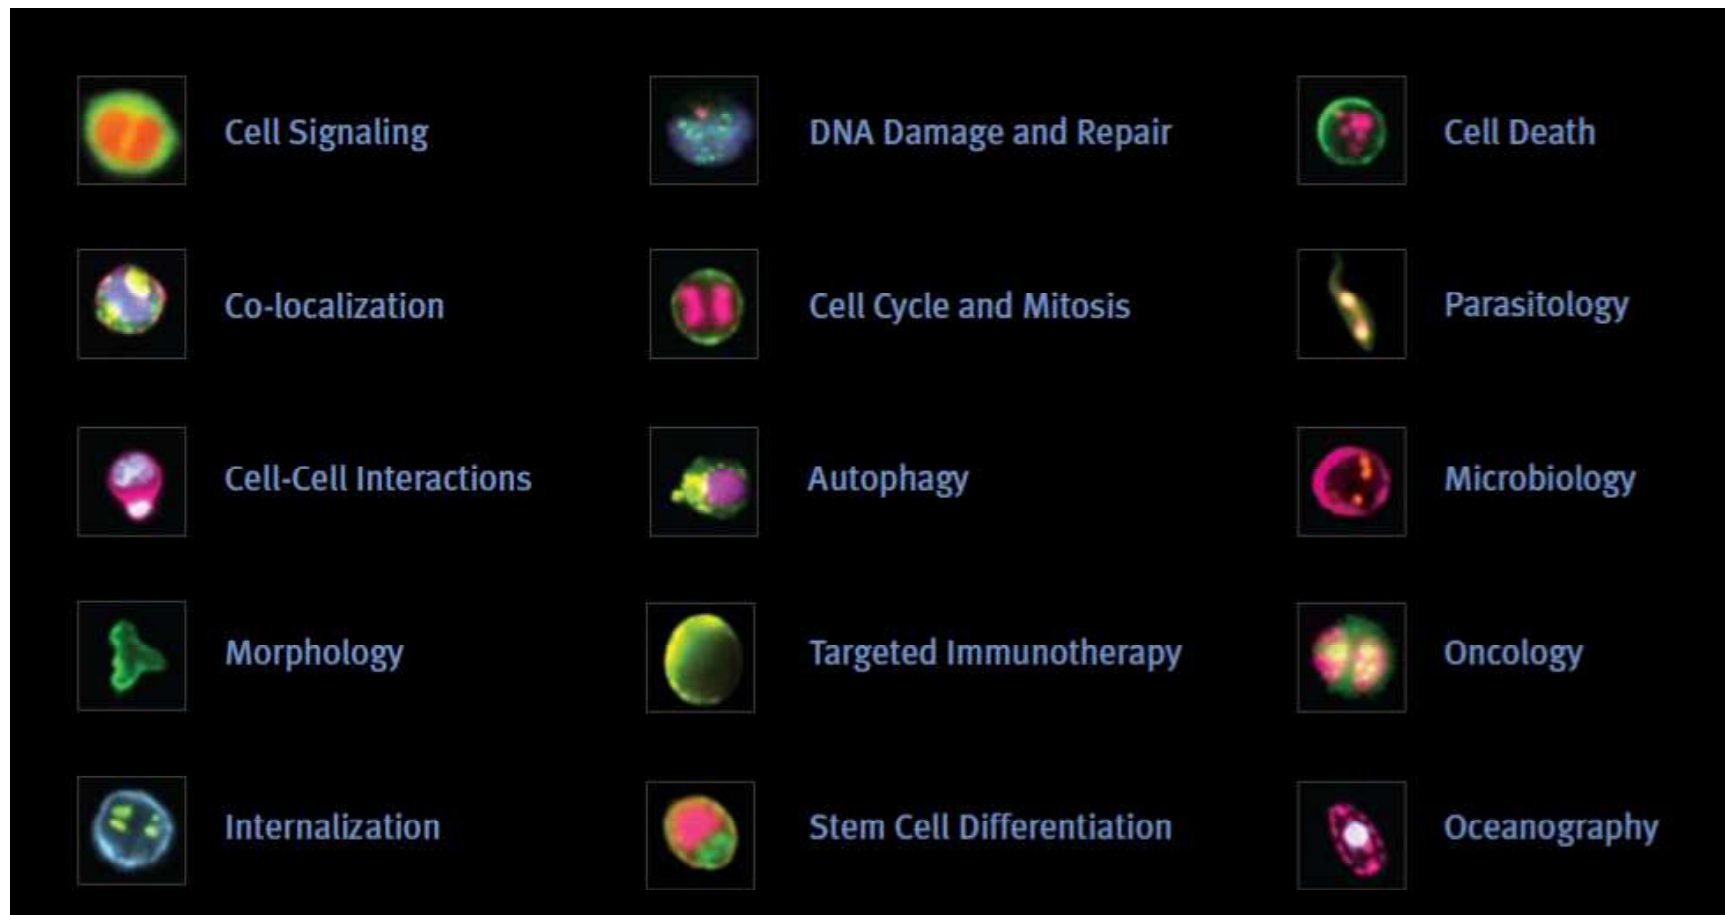 Cell Signaling
Co-localization
Cell-Cell Interactions
Morphology
Internalization
DNA Damage and Repair
Cell Cycle and Mitosis
Autophagy
Targeted Immunotherapy
Stem Cell Differentiation
Cell Death
Parasitology
Microbiology
Oncology
Oceanography